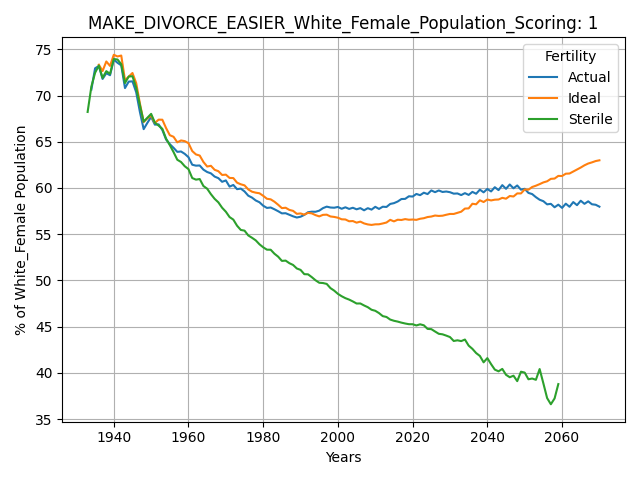 MAKE_DIVORCE_EASIER_White_Female_Population_Scoring: 1
Fertility
Actual
Ideal
Sterile
% of White_Female Population
75
70
65
60
55
50
45
40
35
1940 1960 1980 2000 2020 2040 2060
Years